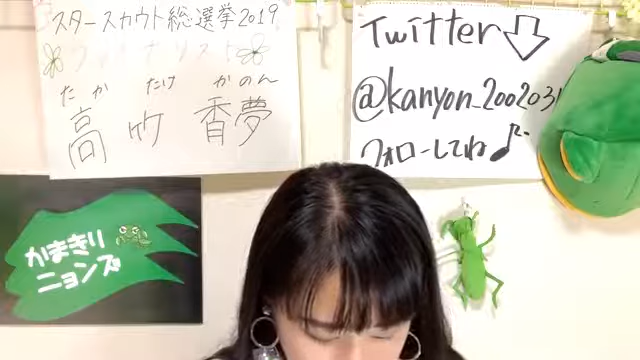 スタースカウト総選挙2019
ファイナリスト
たか たけ かのん
高竹 香夢
Twitter
@kanyon_2002031
フォローしてね♪
かまきり
ニョンズ